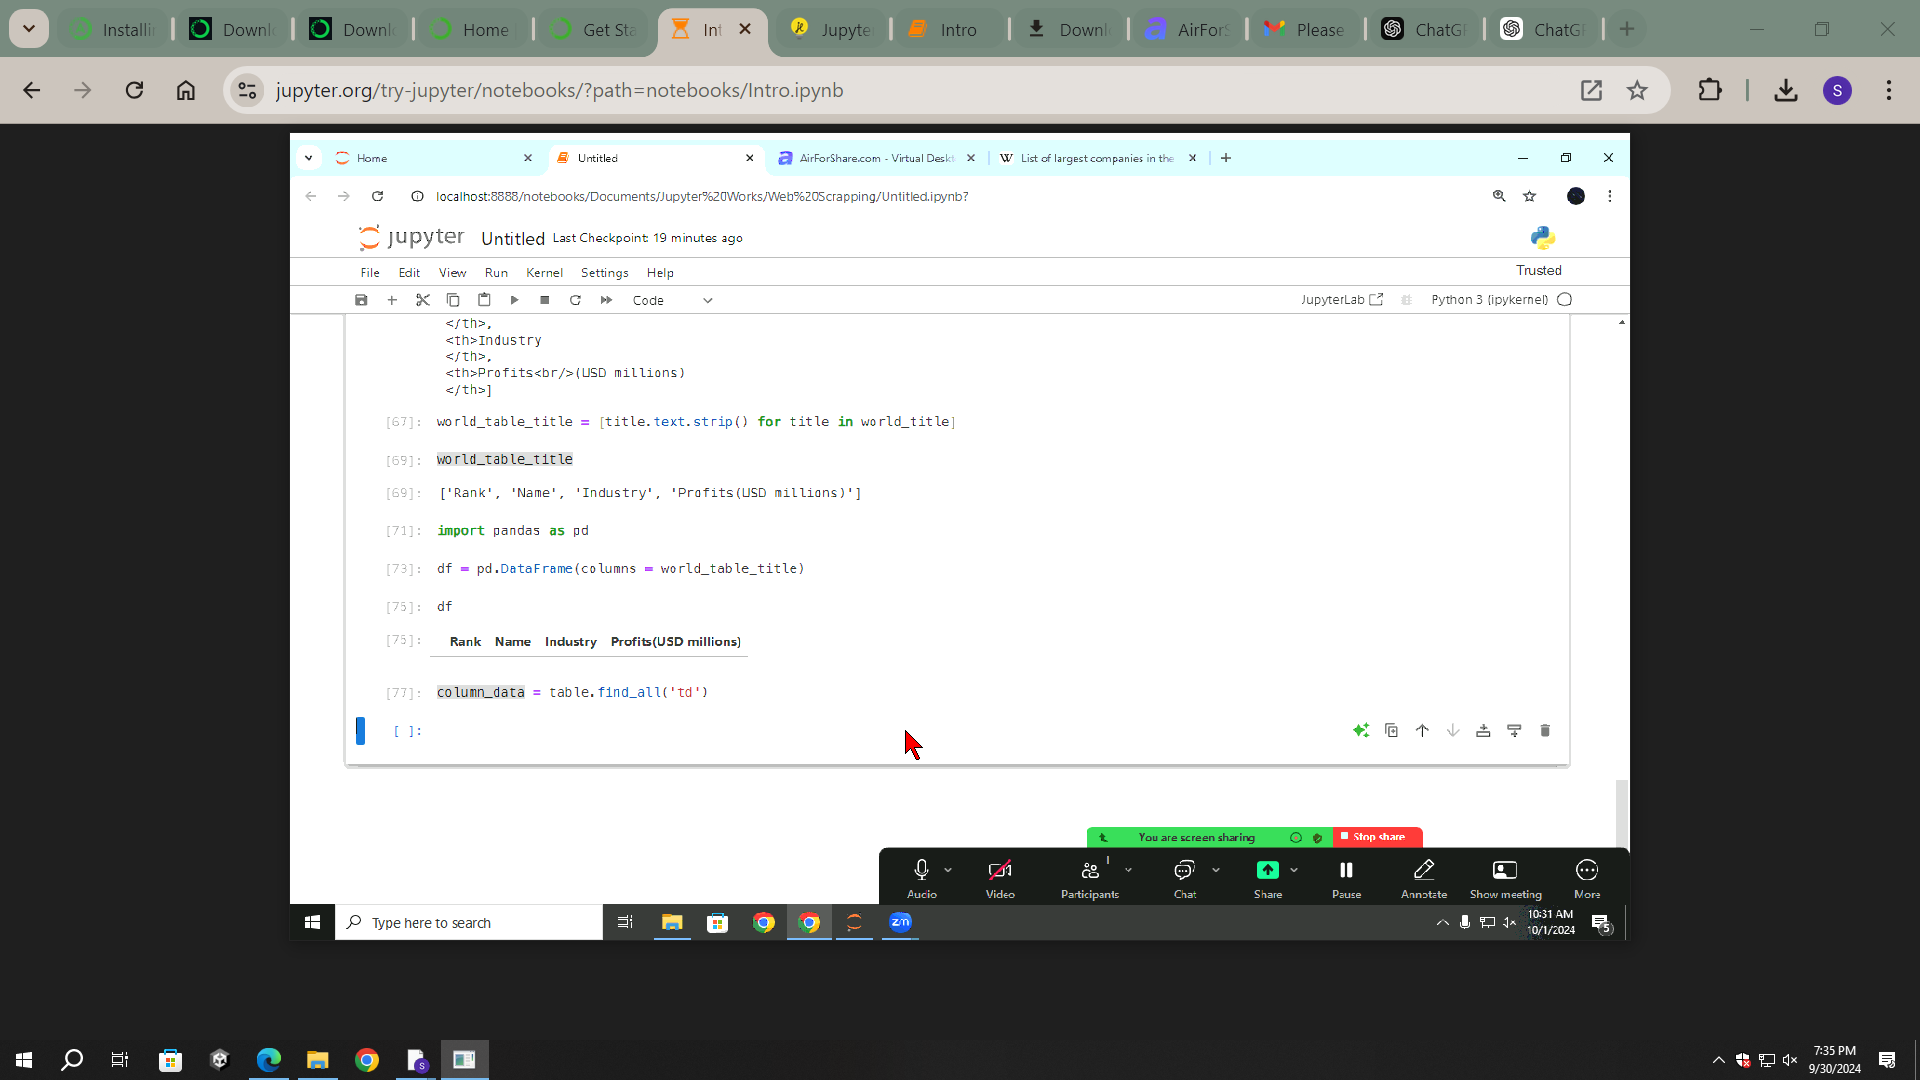 Installi
Downl
Downl
Home
Get Sta
Int
Jupyte
Intro
Downl
AirForS
Please
ChatGP
ChatGP
jupyter.org/try-jupyter/notebooks/?path=notebooks/Intro.ipynb
S
Home
Untitled
AirForShare.com - Virtual Deskt
W List of largest companies in the
localhost:8888/notebooks/Documents/Jupyter%20Works/Web%20Scrapping/Untitled.ipynb?
jupyter Untitled Last Checkpoint: 19 minutes ago
File Edit View Run Kernel Settings Help
Trusted
Code
JupyterLab
Python 3 (ipykernel)
</th>,
<th>Industry
</th>,
<th>Profits<br/>(USD millions)
</th>]
[67]: world_table_title = [title.text.strip() for title in world_title]
[69]: world_table_title
[69]: ['Rank', 'Name', 'Industry', 'Profits(USD millions)']
[71]: import pandas as pd
[73]: df = pd.DataFrame(columns = world_table_title)
[75]: df
[75]: Rank Name Industry Profits(USD millions)
[77]: column_data = table.find_all('td')
[ ]:
You are screen sharing
Stop share
1
Audio
Video
Participants
Chat
Share
Pause
Annotate
Show meeting
More
Type here to search
zm
10:31 AM
10/1/2024
5
S
7:35 PM
9/30/2024